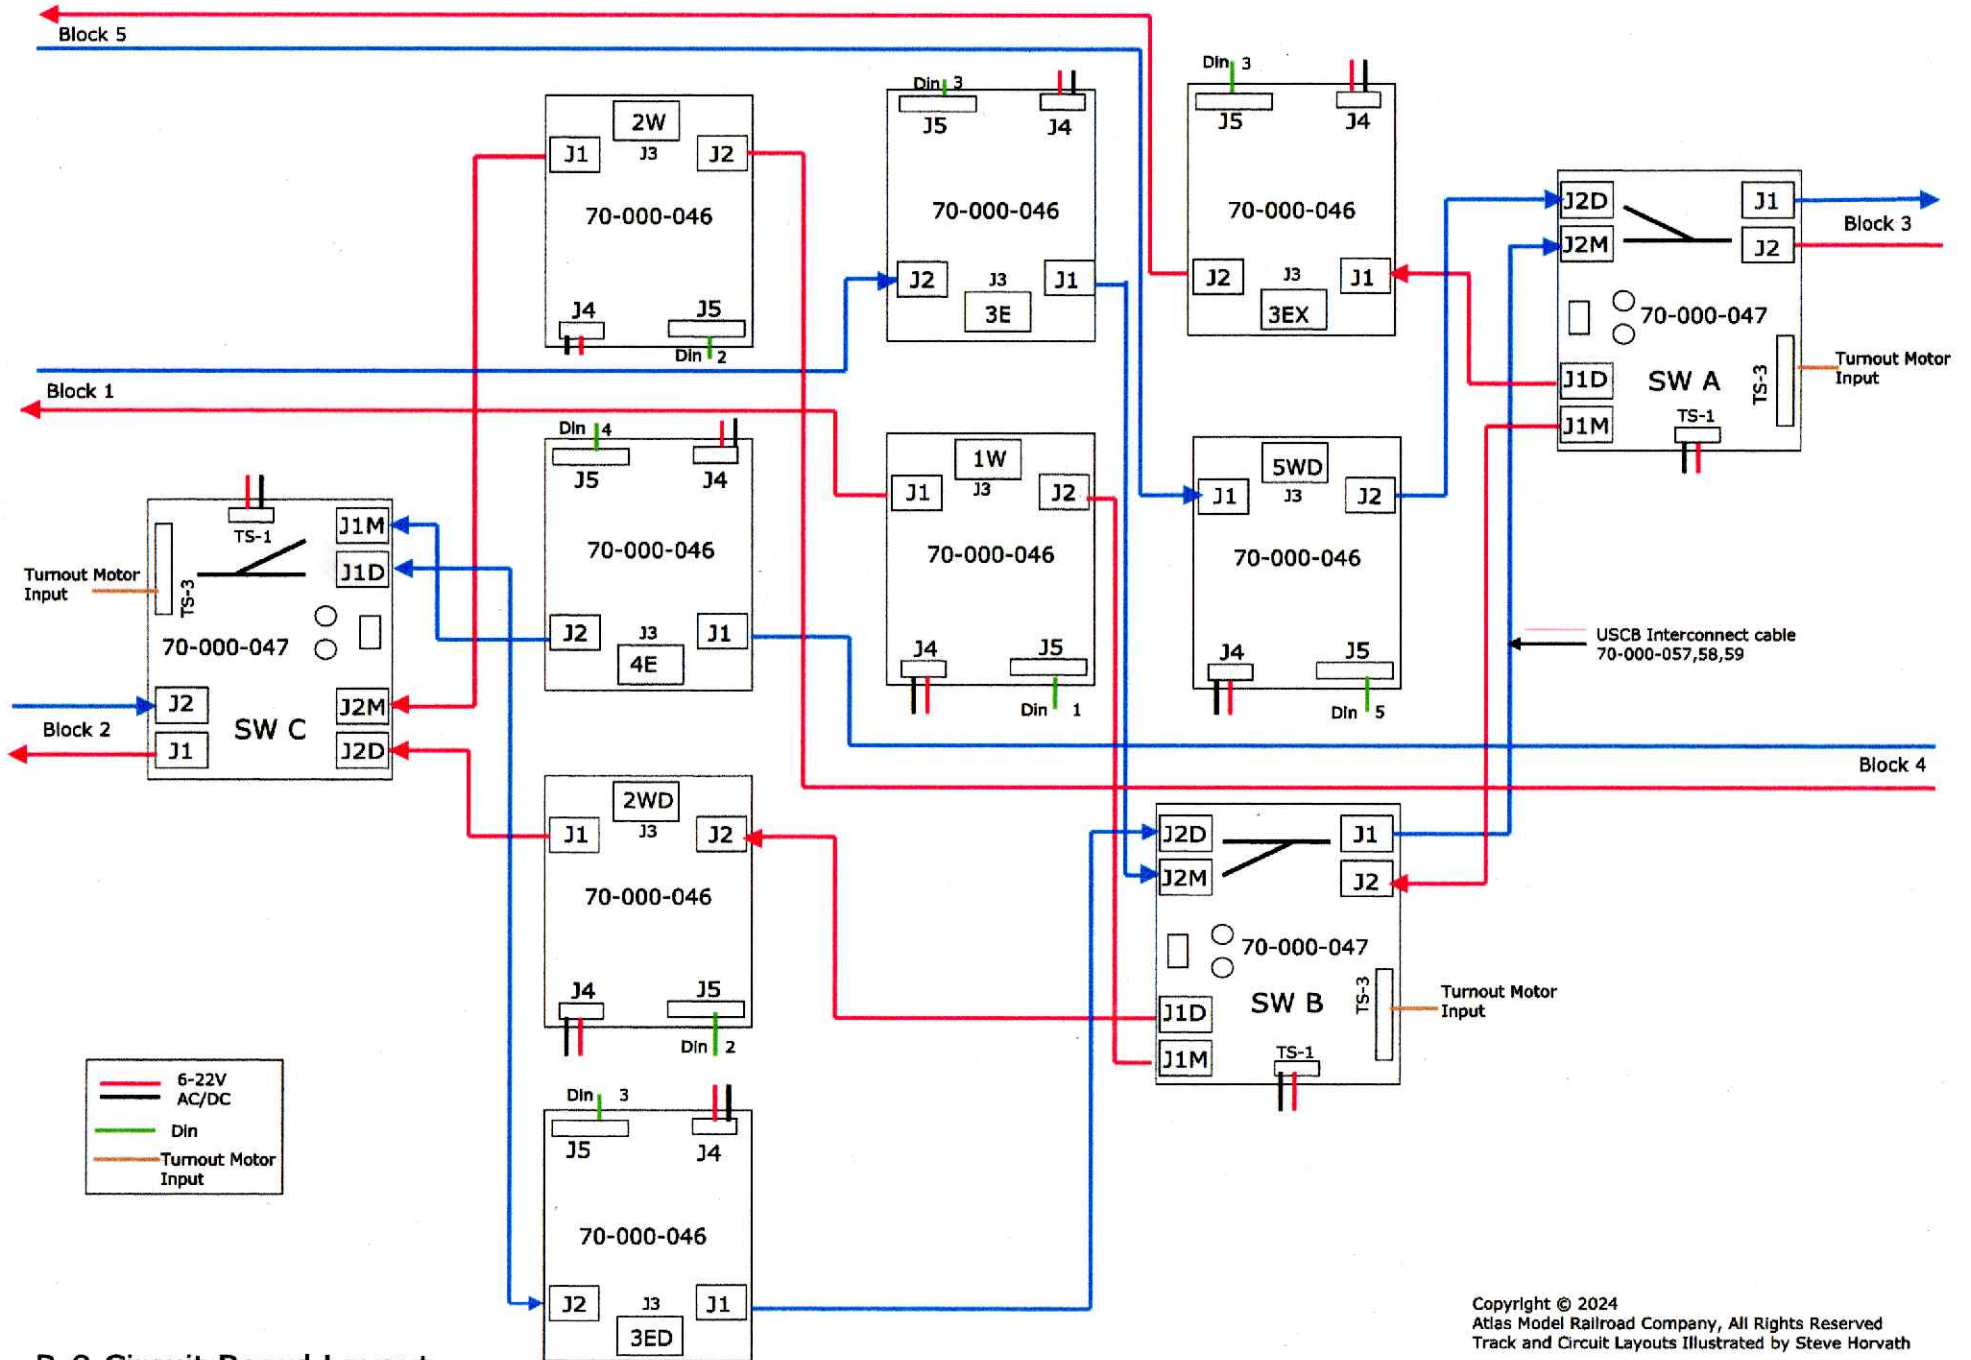 Block 5
Din 3
J5
J4
2W
J3
J1
J2
70-000-046
J4
J5
Din 2
Din 3
J5
J4
70-000-046
J2
J3
J1
3E
70-000-046
J2
J3
J1
3EX
J2D
J1
Block 3
J2M
J2
70-000-047
J1D
SW A
TS-3
Turnout Motor
Input
J1M
TS-1
Block 1
Din 4
J5
J4
70-000-046
J2
J3
J1
4E
1W
J1
J3
J2
70-000-046
J4
J5
Din 1
5WD
J1
J3
J2
70-000-046
J4
J5
Din 5
TS-1
J1M
J1D
Turnout Motor
Input
TS-3
70-000-047
J2
J2M
SW C
Block 2
J1
J2D
USCB Interconnect cable
70-000-057,58,59
Block 4
2WD
J1
J3
J2
70-000-046
J4
J5
Din 2
J2D
J1
J2M
J2
70-000-047
SW B
TS-3
Turnout Motor
Input
J1D
J1M
TS-1
6-22V
AC/DC
Din
Turnout Motor
Input
Din 3
J5
J4
70-000-046
J2
J3
J1
3ED
Copyright © 2024
Atlas Model Railroad Company, All Rights Reserved
Track and Circuit Layouts Illustrated by Steve Horvath